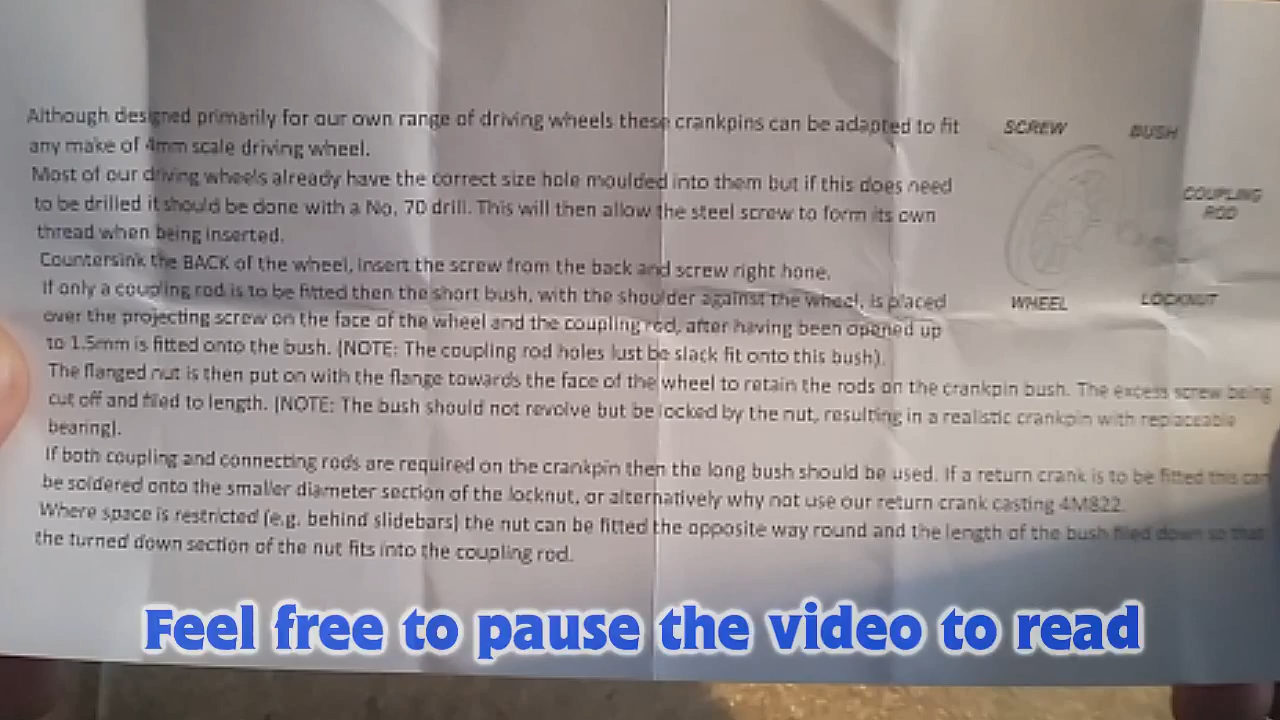 Although designed primarily for our own range of driving wheels these crankpins can be adapted to fit
any make of 4mm scale driving wheel.
Most of our driving wheels already have the correct size hole moulded into them but if this does need
to be drilled it should be done with a No. 70 drill. This will then allow the steel screw to form its own
thread when being inserted.
Countersink the BACK of the wheel, insert the screw from the back and screw right hone.
If only a coupling rod is to be fitted then the short bush, with the shoulder against the wheel, is placed
over the projecting screw on the face of the wheel and the coupling rod, after having been opened up
to 1.5mm is fitted onto the bush. (NOTE: The coupling rod holes lust be slack fit onto this bush).
The flanged nut is then put on with the flange towards the face of the wheel to retain the rods on the crankpin bush. The excess screw being
cut off and filed to length. (NOTE: The bush should not revolve but be locked by the nut, resulting in a realistic crankpin with replaceable
bearing).
If both coupling and connecting rods are required on the crankpin then the long bush should be used. If a return crank is to be fitted this can
be soldered onto the smaller diameter section of the locknut, or alternatively why not use our return crank casting 4M822.
Where space is restricted (e.g. behind slidebars) the nut can be fitted the opposite way round and the length of the bush filed down so that
the turned down section of the nut fits into the coupling rod.
SCREW
BUSH
COUPLING
ROD
WHEEL
LOCKNUT
Feel free to pause the video to read